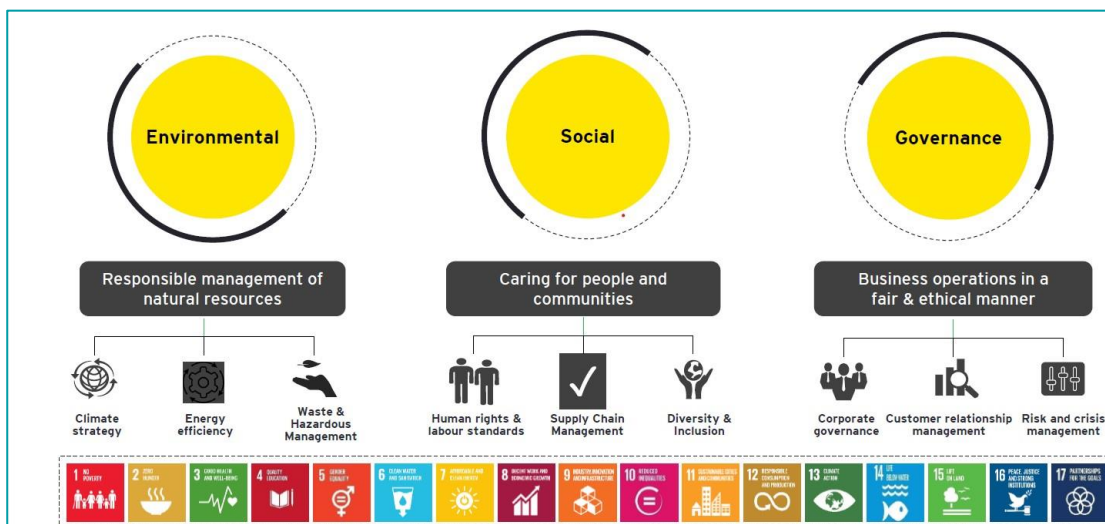 Environmental
Social
Governance
Responsible management of
natural resources
Caring for people and
communities
Business operations in a
fair & ethical manner
Climate
strategy
Energy
efficiency
Waste &
Hazardous
Management
Human rights &
labour standards
Supply Chain
Management
Diversity &
Inclusion
Corporate
governance
Customer relationship
management
Risk and crisis
management
1 NO
POVERTY
2 ZERO
HUNGER
3 GOOD HEALTH
AND WELL-BEING
4 QUALITY
EDUCATION
5 GENDER
EQUALITY
6 CLEAN WATER
AND SANITATION
7 AFFORDABLE AND
CLEAN ENERGY
8 DECENT WORK AND
ECONOMIC GROWTH
9 INDUSTRY, INNOVATION
AND INFRASTRUCTURE
10 REDUCED
INEQUALITIES
11 SUSTAINABLE CITIES
AND COMMUNITIES
12 RESPONSIBLE
CONSUMPTION
AND PRODUCTION
13 CLIMATE
ACTION
14 LIFE
BELOW WATER
15 LIFE
ON LAND
16 PEACE, JUSTICE
AND STRONG
INSTITUTIONS
17 PARTNERSHIPS
FOR THE GOALS